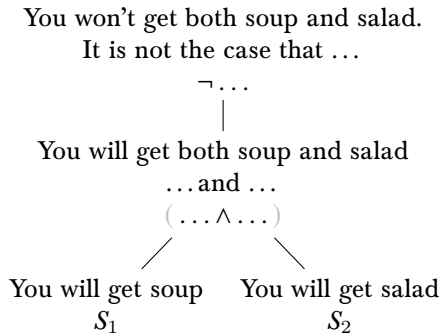 You won’t get both soup and salad.
It is not the case that …
¬ …
You will get both soup and salad
… and …
( … ∧ … )
You will get soup You will get salad
S₁ S₂